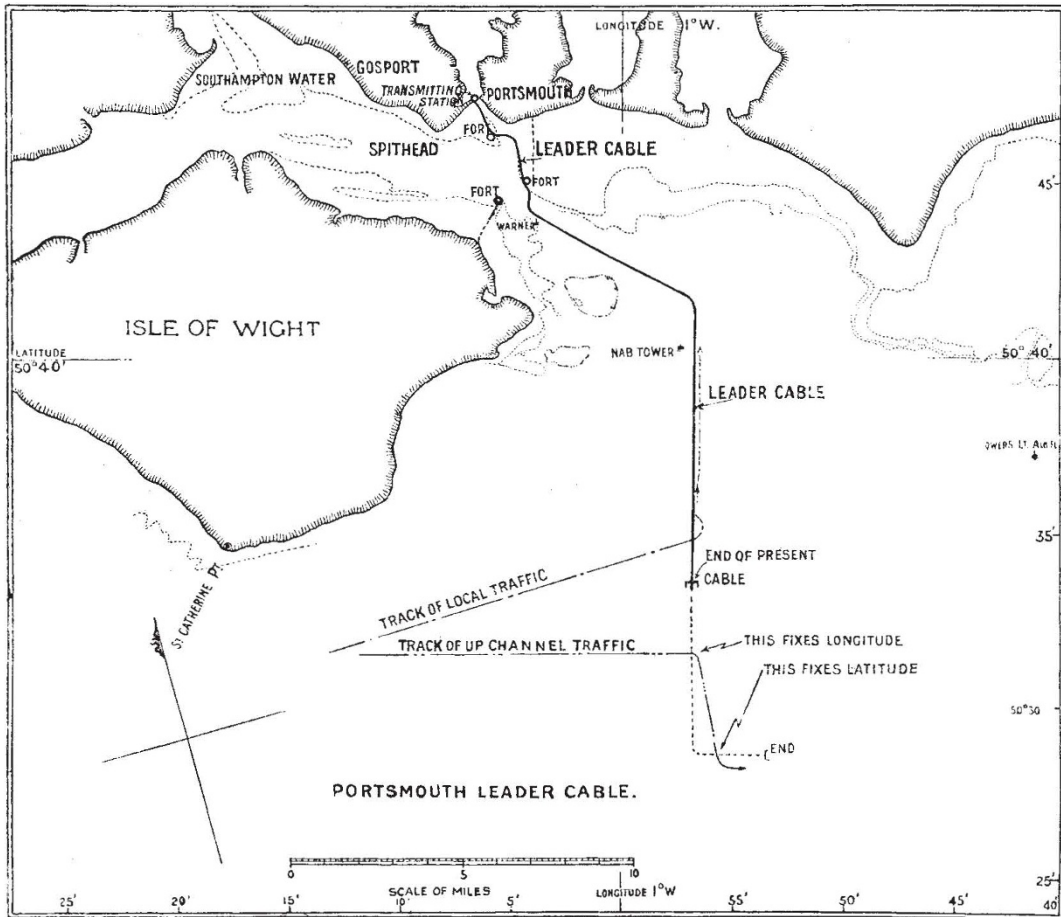 LONGITUDE 1°W.
GOSPORT
SOUTHAMPTON WATER
TRANSMITTING
STATION
PORTSMOUTH
FORT
SPITHEAD
LEADER CABLE
FORT
45'
FORT
WARNER
ISLE OF WIGHT
LATITUDE
50°40'
NAB TOWER
50°40'
LEADER CABLE
OWERS LT.
35'
END OF PRESENT
CABLE
TRACK OF LOCAL TRAFFIC
ST CATHERINE PT.
TRACK OF UP CHANNEL TRAFFIC
THIS FIXES LONGITUDE
THIS FIXES LATITUDE
50°30'
END
PORTSMOUTH LEADER CABLE.
0 5 10
SCALE OF MILES
LONGITUDE 1°W
25'
25' 20' 15' 10' 5' 55' 50' 45' 40'